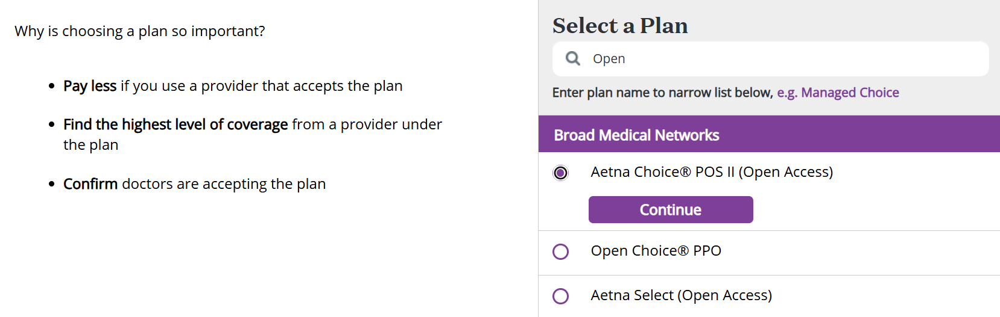 Why is choosing a plan so important?
Pay less if you use a provider that accepts the plan
Find the highest level of coverage from a provider under
the plan
Confirm doctors are accepting the plan
Select a Plan
Open
Enter plan name to narrow list below, e.g. Managed Choice
Broad Medical Networks
Aetna Choice® POS II (Open Access)
Continue
Open Choice® PPO
Aetna Select (Open Access)